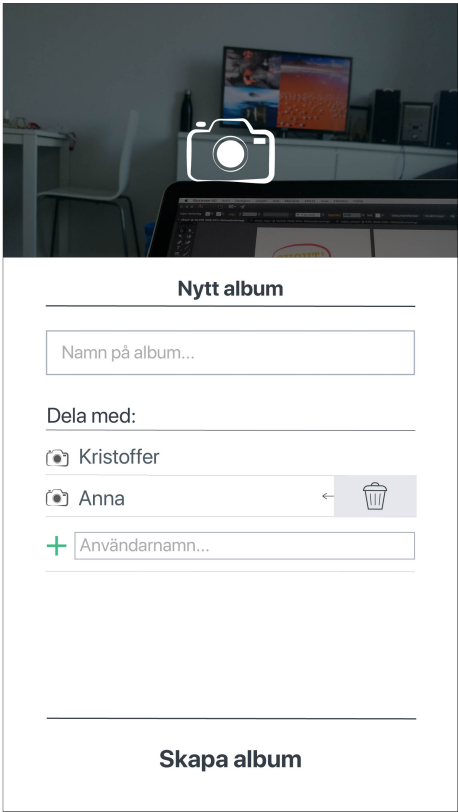 Nytt album
Namn på album...
Dela med:
Kristoffer
Anna
Användarnamn...
Skapa album